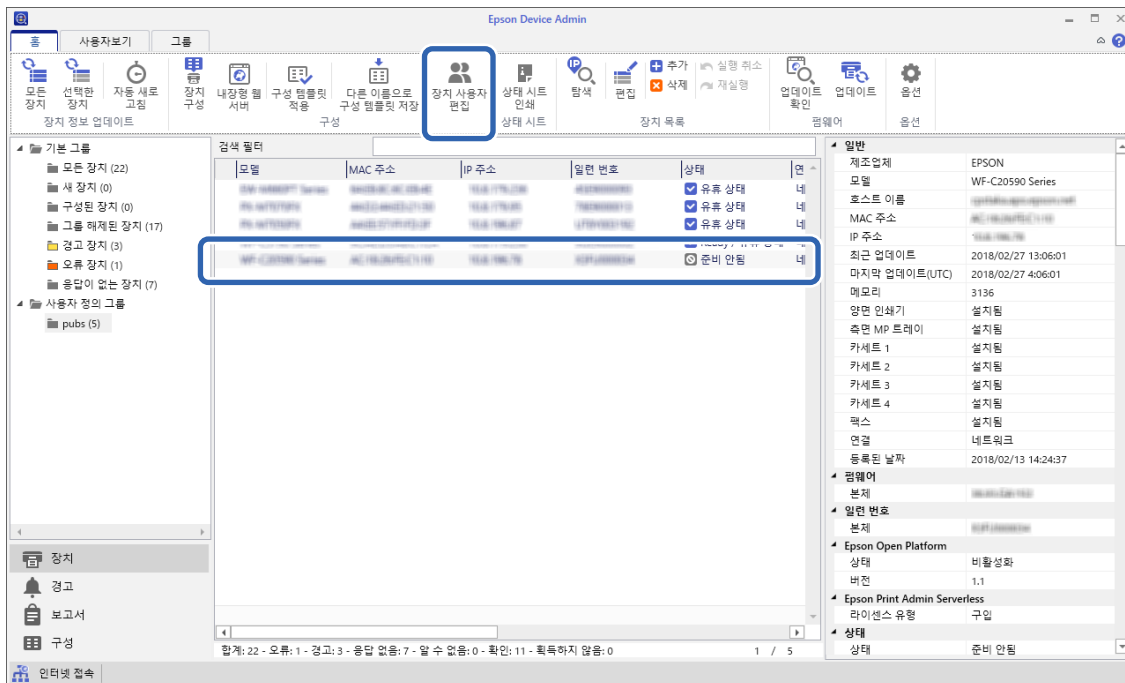 Epson Device Admin
홈 사용자보기 그룹
모든 장치
선택한 장치
자동 새로 고침
장치 정보 업데이트
장치 구성
내장형 웹 서버
구성 템플릿 적용
다른 이름으로 구성 템플릿 저장
구성
장치 사용자 편집
상태 시트 인쇄
상태 시트
IP
탐색
편집
추가
삭제
실행 취소
재실행
장치 목록
업데이트 확인
업데이트
펌웨어
옵션
옵션
기본 그룹
모든 장치 (22)
새 장치 (0)
구성된 장치 (0)
그룹 해제된 장치 (17)
경고 장치 (3)
오류 장치 (1)
응답이 없는 장치 (7)
사용자 정의 그룹
pubs (5)
장치
경고
보고서
구성
인터넷 접속
검색 필터
모델 MAC 주소 IP 주소 일련 번호 상태 연
유휴 상태 네
유휴 상태 네
유휴 상태 네
준비 안됨 네
합계: 22 - 오류: 1 - 경고: 3 - 응답 없음: 7 - 알 수 없음: 0 - 확인: 11 - 획득하지 않음: 0 1 / 5
일반
제조업체 EPSON
모델 WF-C20590 Series
호스트 이름
MAC 주소
IP 주소
최근 업데이트 2018/02/27 13:06:01
마지막 업데이트(UTC) 2018/02/27 4:06:01
메모리 3136
양면 인쇄기 설치됨
측면 MP 트레이 설치됨
카세트 1 설치됨
카세트 2 설치됨
카세트 3 설치됨
카세트 4 설치됨
팩스 설치됨
연결 네트워크
등록된 날짜 2018/02/13 14:24:37
펌웨어
본체
일련 번호
본체
Epson Open Platform
상태 비활성화
버전 1.1
Epson Print Admin Serverless
라이센스 유형 구입
상태
상태 준비 안됨